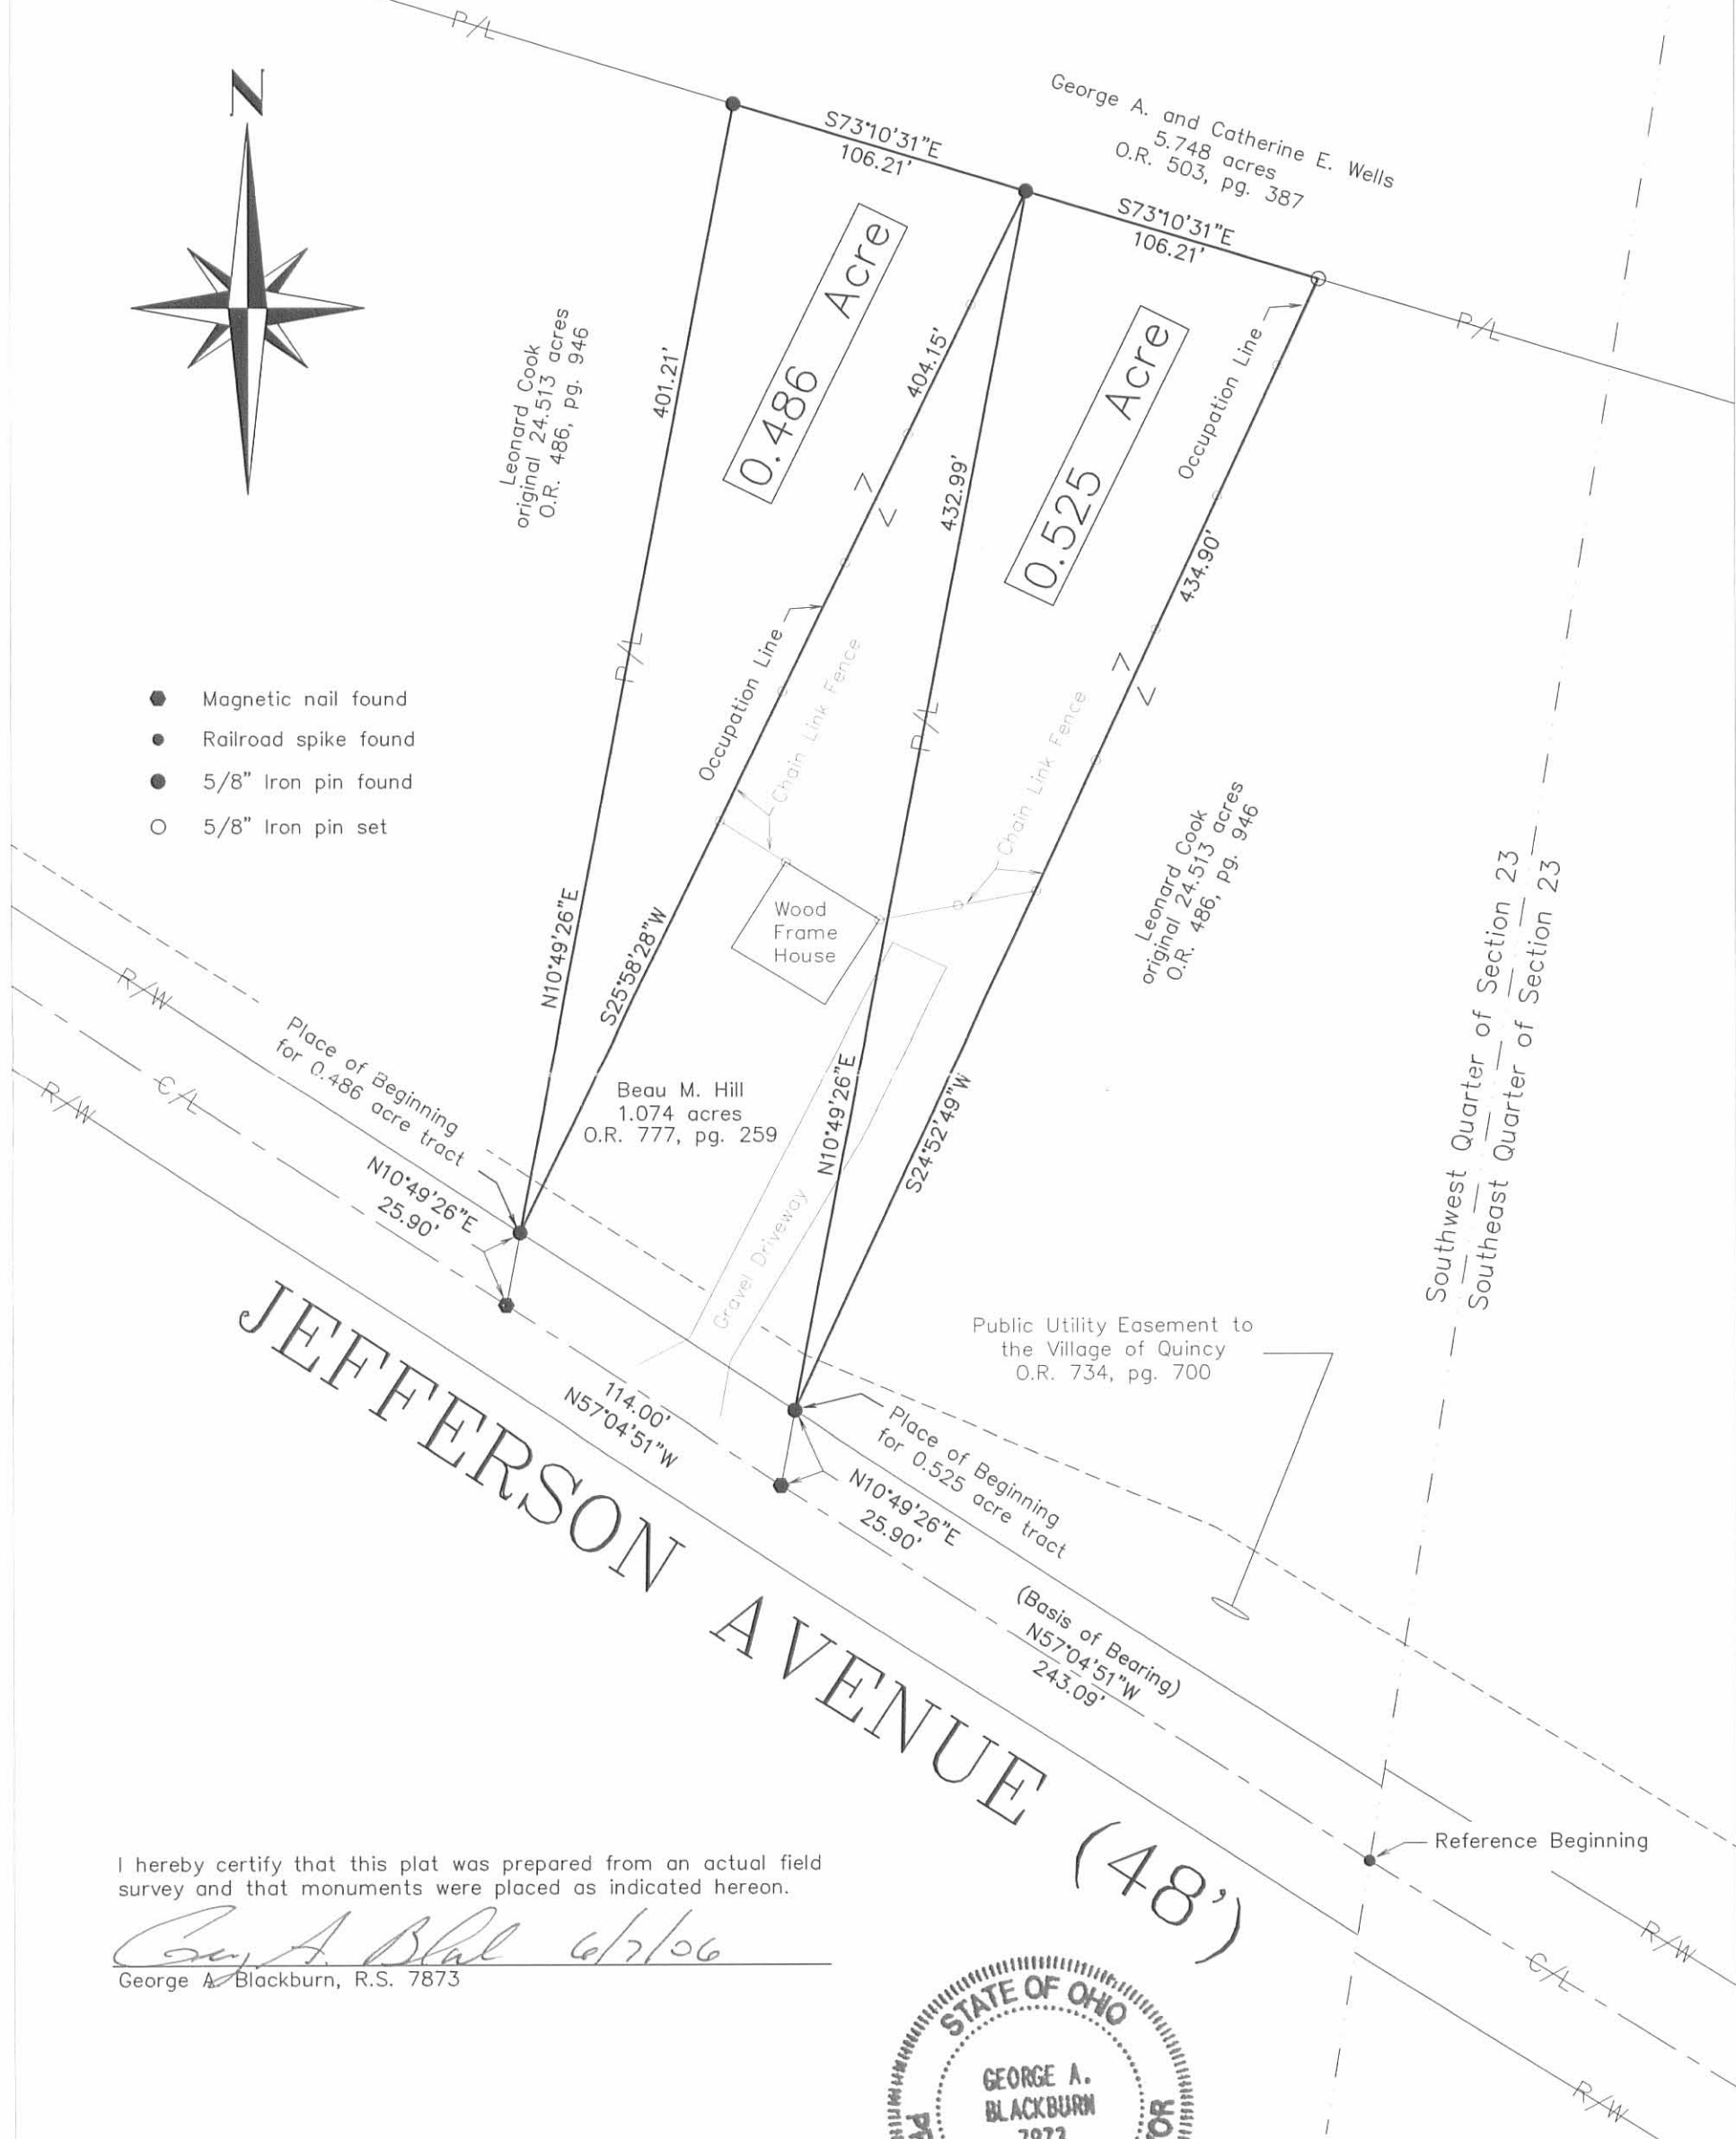 P/L
N
George A. and Catherine E. Wells
5.748 acres
O.R. 503, pg. 387
S73°10'31"E
106.21'
S73°10'31"E
106.21'
P/L
0.486 Acre
0.525 Acre
Leonard Cook
original 24.513 acres
O.R. 486, pg. 946
401.21'
404.15'
432.99'
434.90'
Occupation Line
Z
Z
P/L
Occupation Line
Chain Link Fence
P/L
Chain Link Fence
Magnetic nail found
Railroad spike found
5/8" Iron pin found
5/8" Iron pin set
Wood
Frame
House
Leonard Cook
original 24.513 acres
O.R. 486, pg. 946
Southwest Quarter of Section 23
Southeast Quarter of Section 23
N10°49'26"E
S25°58'28"W
N10°49'26"E
S24°52'49"W
R/W
C/L
R/W
Place of Beginning
for 0.486 acre tract
Beau M. Hill
1.074 acres
O.R. 777, pg. 259
N10°49'26"E
25.90'
Gravel Driveway
Public Utility Easement to
the Village of Quincy
O.R. 734, pg. 700
114.00'
N57°04'51"W
Place of Beginning
for 0.525 acre tract
N10°49'26"E
25.90'
(Basis of Bearing)
N57°04'51"W
243.09'
JEFFERSON AVENUE (48')
Reference Beginning
R/W
C/L
R/W
I hereby certify that this plat was prepared from an actual field
survey and that monuments were placed as indicated hereon.
6/7/06
George A. Blackburn, R.S. 7873
STATE OF OHIO
GEORGE A.
BLACKBURN
7873